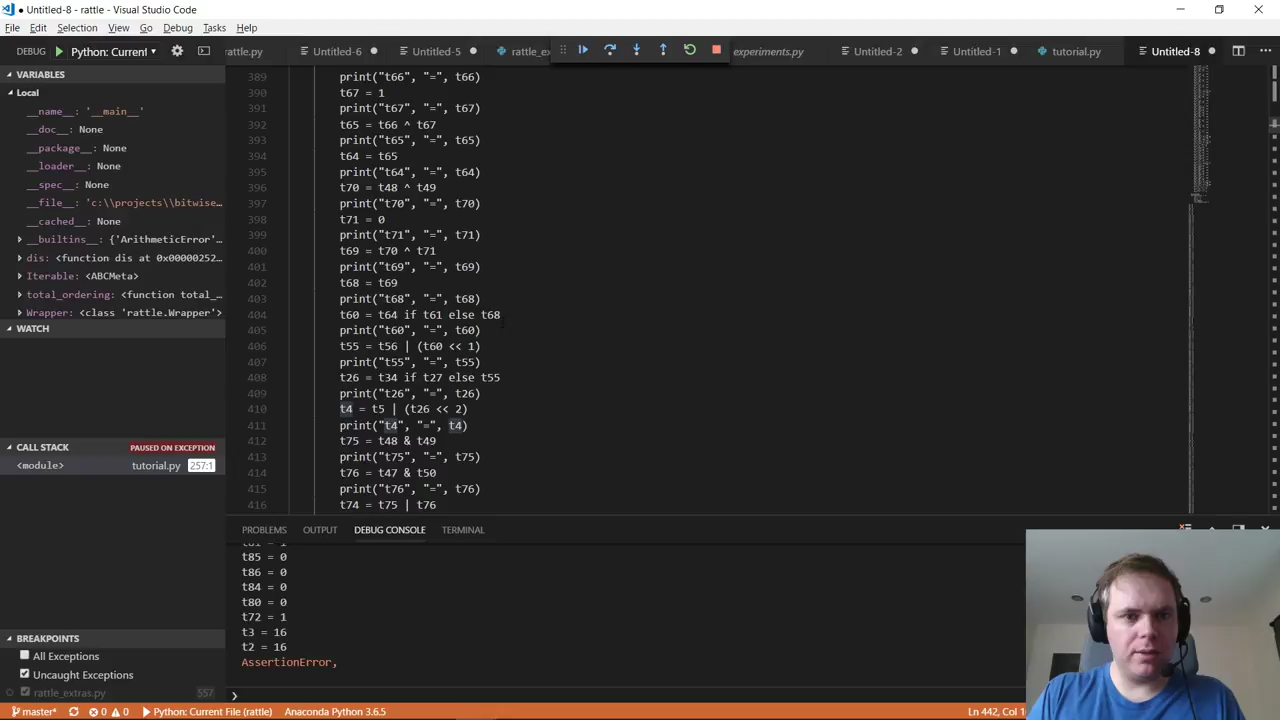 ● Untitled-8 - rattle - Visual Studio Code
File Edit Selection View Go Debug Tasks Help
DEBUG Python: Current
rattle.py Untitled-6 Untitled-5 experiments.py Untitled-2 Untitled-1 tutorial.py Untitled-8
VARIABLES
Local
__name__: '__main__'
__doc__: None
__package__: None
__loader__: None
__spec__: None
__file__: 'c:\\projects\\bitwise…
__cached__: None
__builtins__: {'ArithmeticError'…
dis: <function dis at 0x00000252…
Iterable: <ABCMeta>
total_ordering: <function total_…
Wrapper: <class 'rattle.Wrapper'>
WATCH
CALL STACK PAUSED ON EXCEPTION
<module> tutorial.py 257:1
BREAKPOINTS
All Exceptions
Uncaught Exceptions
rattle_extras.py 557
389 print("t66", "=", t66)
390 t67 = 1
391 print("t67", "=", t67)
392 t65 = t66 ^ t67
393 print("t65", "=", t65)
394 t64 = t65
395 print("t64", "=", t64)
396 t70 = t48 ^ t49
397 print("t70", "=", t70)
398 t71 = 0
399 print("t71", "=", t71)
400 t69 = t70 ^ t71
401 print("t69", "=", t69)
402 t68 = t69
403 print("t68", "=", t68)
404 t60 = t64 if t61 else t68
405 print("t60", "=", t60)
406 t55 = t56 | (t60 << 1)
407 print("t55", "=", t55)
408 t26 = t34 if t27 else t55
409 print("t26", "=", t26)
410 t4 = t5 | (t26 << 2)
411 print("t4", "=", t4)
412 t75 = t48 & t49
413 print("t75", "=", t75)
414 t76 = t47 & t50
415 print("t76", "=", t76)
416 t74 = t75 | t76
PROBLEMS OUTPUT DEBUG CONSOLE TERMINAL
t85 = 0
t86 = 0
t84 = 0
t80 = 0
t72 = 1
t3 = 16
t2 = 16
AssertionError,
master* 0 0 Python: Current File (rattle) Anaconda Python 3.6.5 Ln 442,